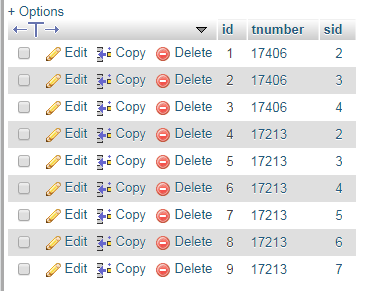 + Options
id tnumber sid
Edit Copy Delete 1 17406 2
Edit Copy Delete 2 17406 3
Edit Copy Delete 3 17406 4
Edit Copy Delete 4 17213 2
Edit Copy Delete 5 17213 3
Edit Copy Delete 6 17213 4
Edit Copy Delete 7 17213 5
Edit Copy Delete 8 17213 6
Edit Copy Delete 9 17213 7